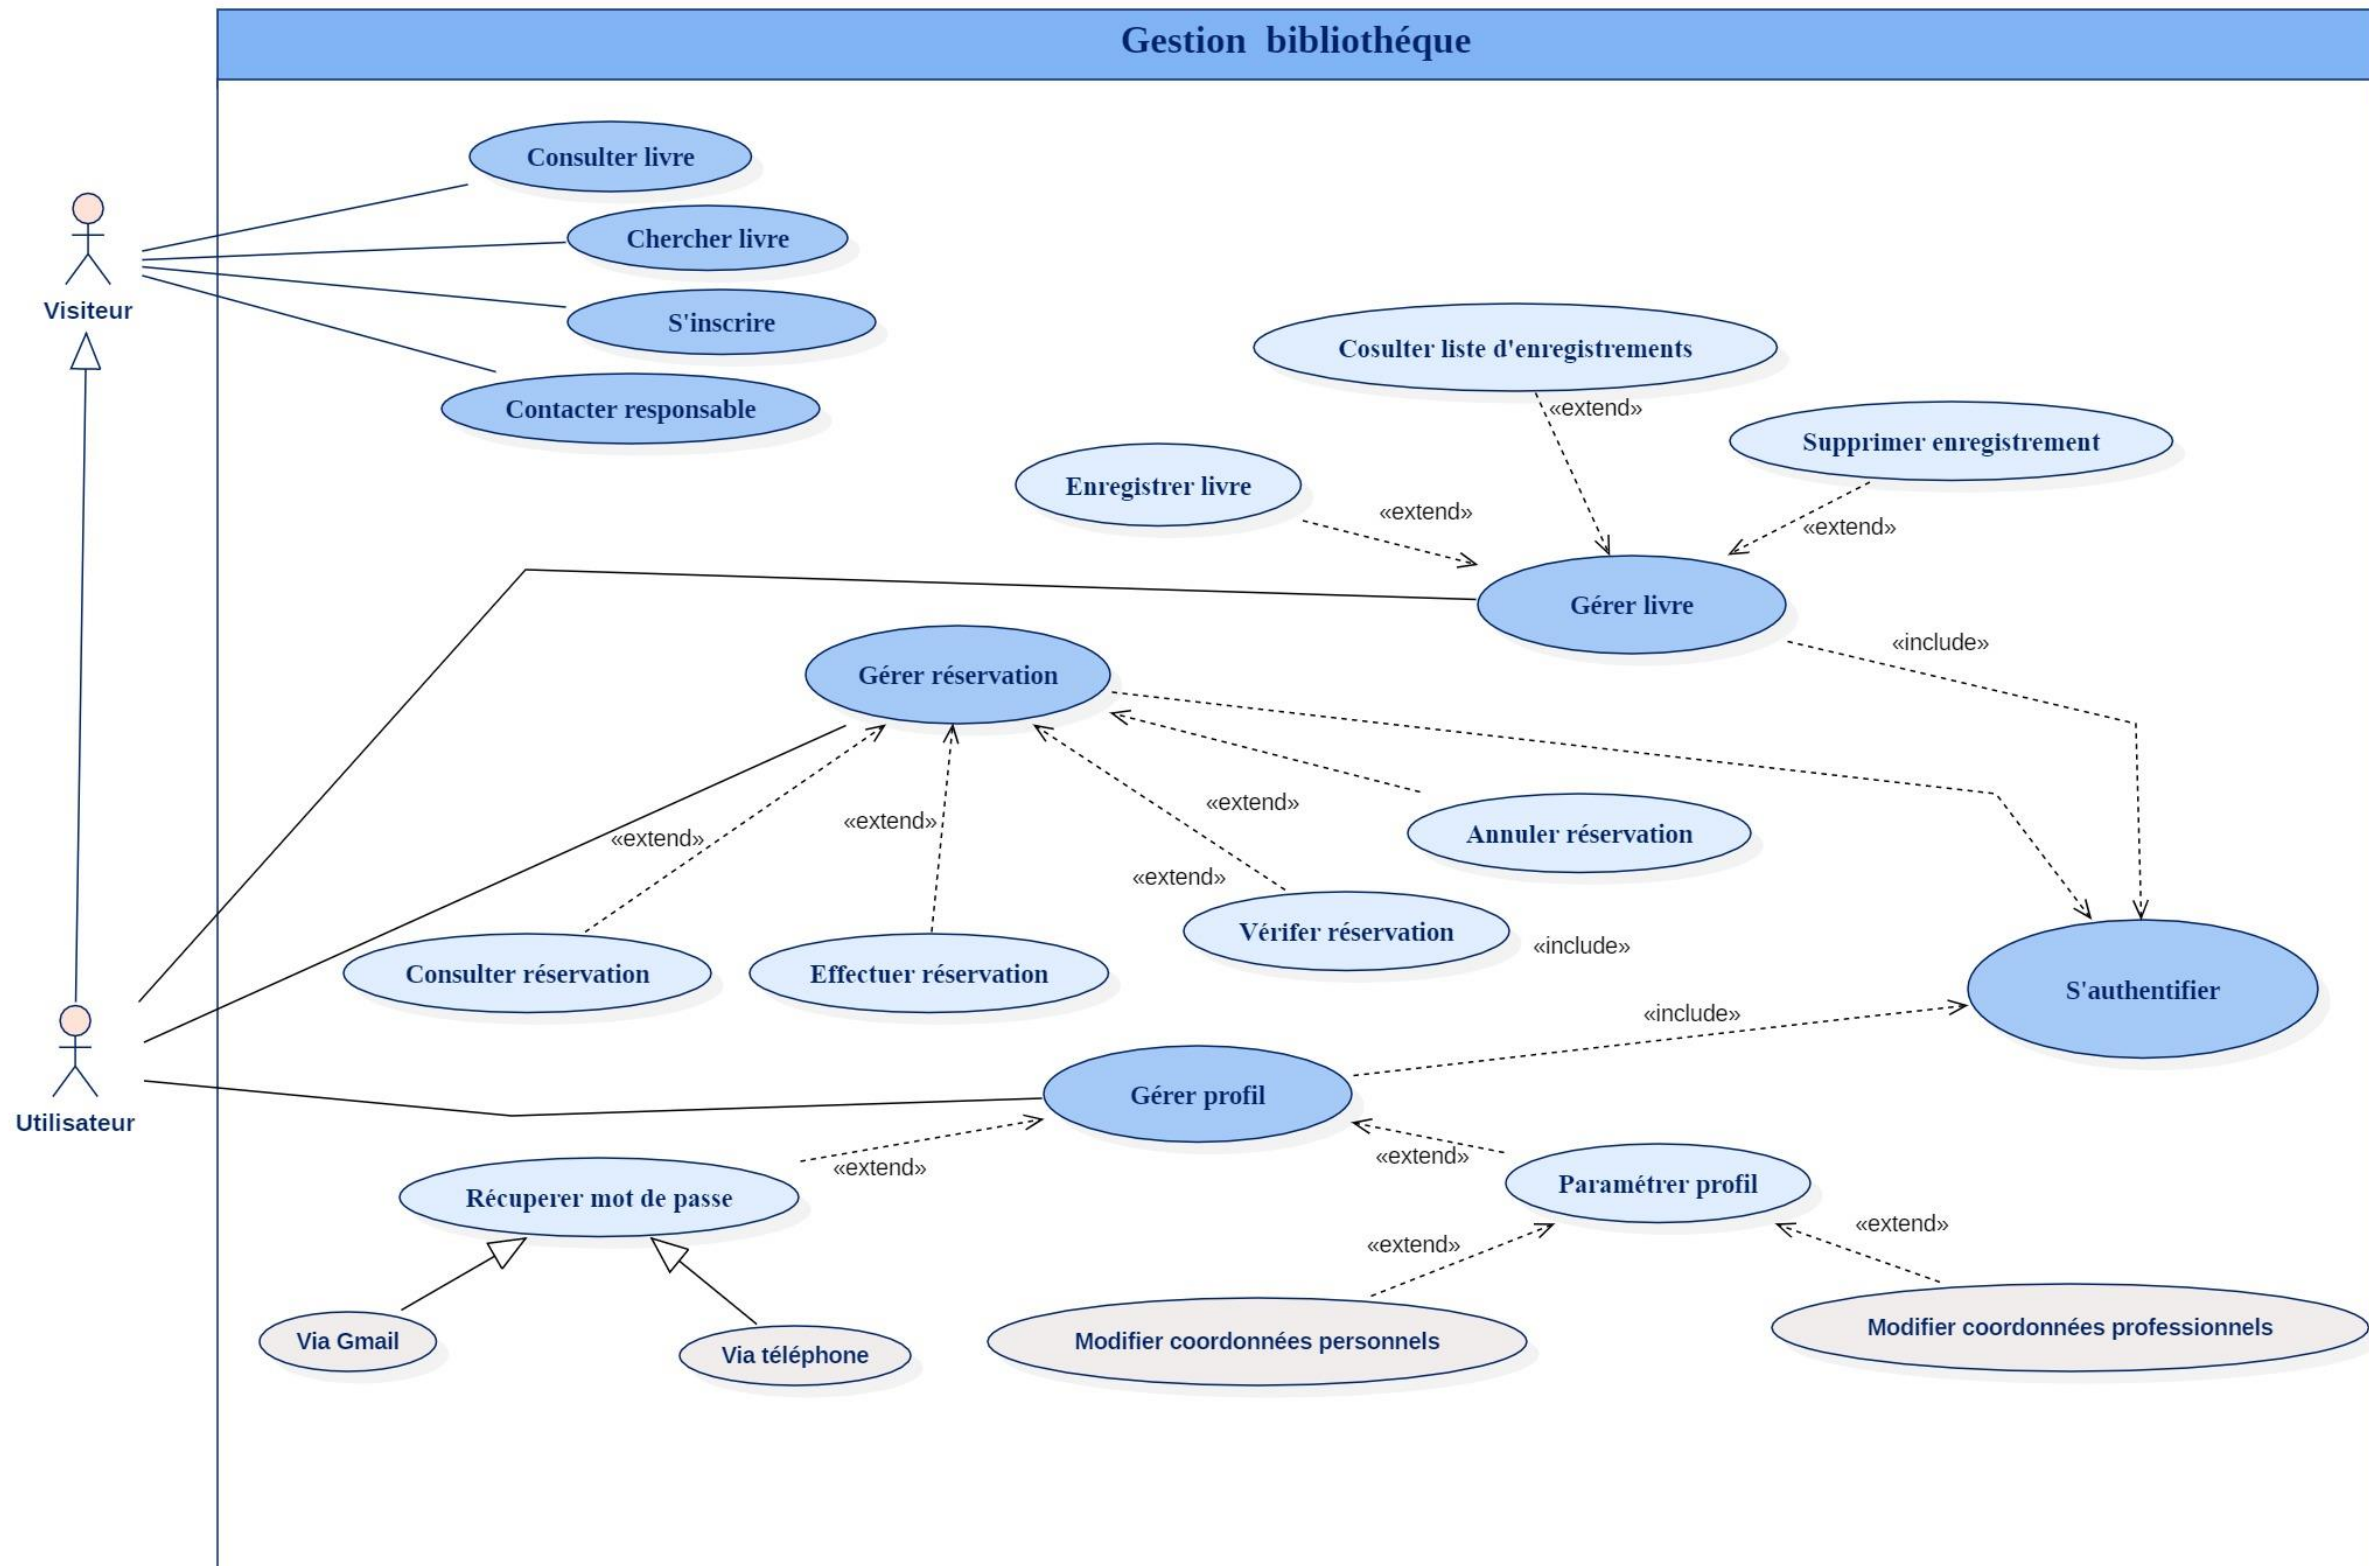 Gestion bibliothéque
Consulter livre
Chercher livre
Visiteur
S'inscrire
Contacter responsable
Cosulter liste d'enregistrements
«extend»
Supprimer enregistrement
Enregistrer livre
«extend»
«extend»
Gérer livre
«include»
Gérer réservation
«extend»
«extend»
«extend»
Annuler réservation
«extend»
Vérifer réservation
«include»
Consulter réservation
Effectuer réservation
S'authentifier
«include»
Gérer profil
Utilisateur
«extend»
«extend»
Paramétrer profil
Récuperer mot de passe
«extend»
«extend»
Via Gmail
Via téléphone
Modifier coordonnées personnels
Modifier coordonnées professionnels